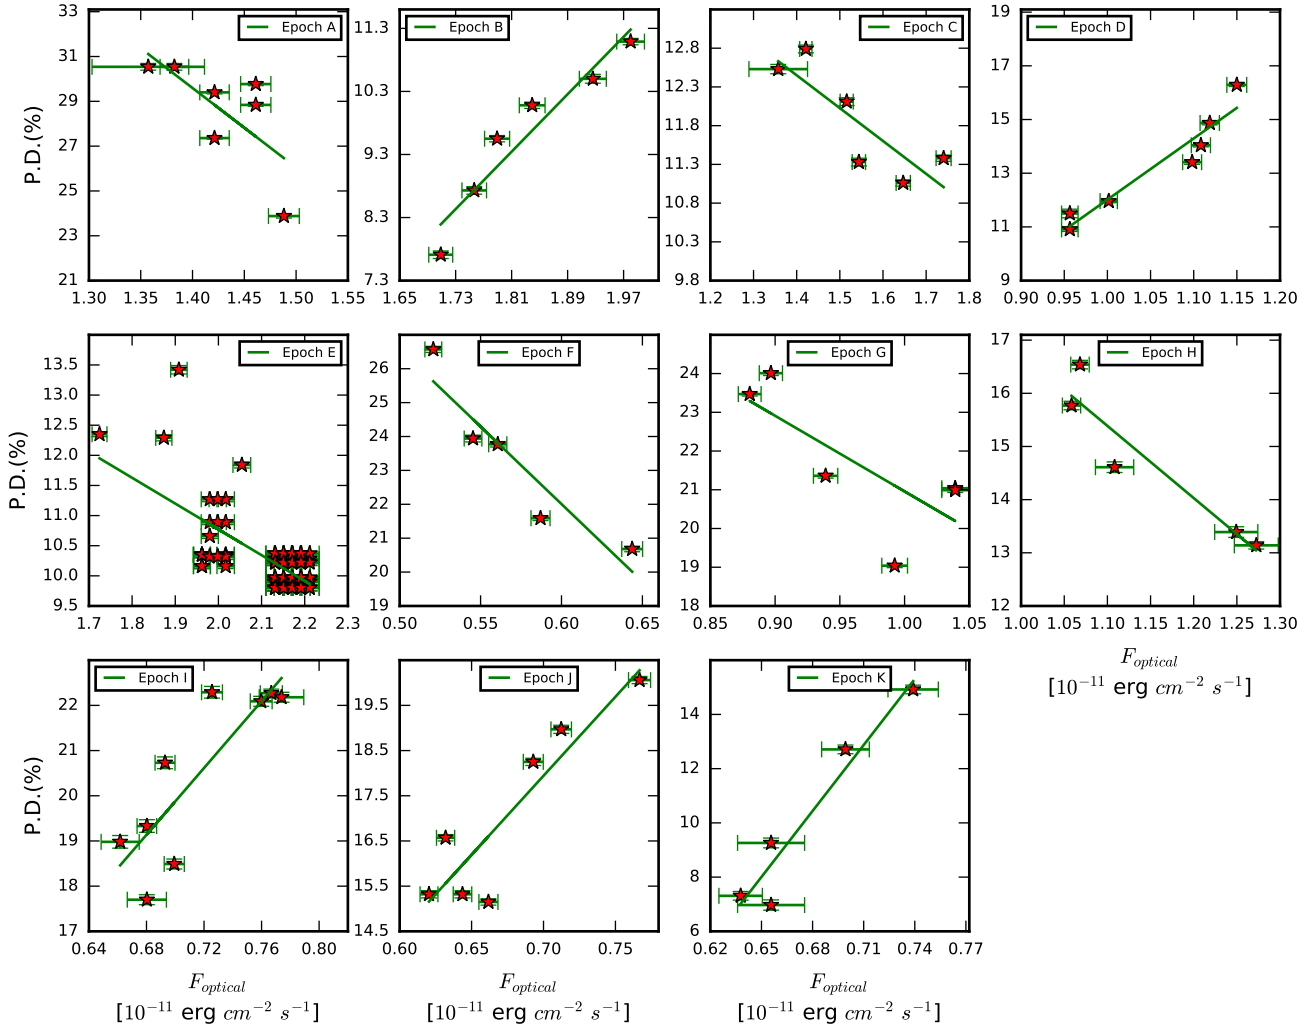 Epoch A
Epoch B
Epoch C
Epoch D
P.D.(%)
33
31
29
27
25
23
21
1.30 1.35 1.40 1.45 1.50 1.55
11.3
10.3
9.3
8.3
7.3
1.65 1.73 1.81 1.89 1.97
12.8
12.3
11.8
11.3
10.8
10.3
9.8
1.2 1.3 1.4 1.5 1.6 1.7 1.8
19
17
15
13
11
9
0.90 0.95 1.00 1.05 1.10 1.15 1.20
Epoch E
Epoch F
Epoch G
Epoch H
P.D.(%)
13.5
13.0
12.5
12.0
11.5
11.0
10.5
10.0
9.5
1.7 1.8 1.9 2.0 2.1 2.2 2.3
26
25
24
23
22
21
20
19
0.50 0.55 0.60 0.65
24
23
22
21
20
19
18
0.85 0.90 0.95 1.00 1.05
17
16
15
14
13
12
1.00 1.05 1.10 1.15 1.20 1.25 1.30
F_optical
[10⁻¹¹ erg cm⁻² s⁻¹]
Epoch I
Epoch J
Epoch K
P.D.(%)
22
21
20
19
18
17
0.64 0.68 0.72 0.76 0.80
19.5
18.5
17.5
16.5
15.5
14.5
0.60 0.65 0.70 0.75
14
12
10
8
6
0.62 0.65 0.68 0.71 0.74 0.77
F_optical
[10⁻¹¹ erg cm⁻² s⁻¹]
F_optical
[10⁻¹¹ erg cm⁻² s⁻¹]
F_optical
[10⁻¹¹ erg cm⁻² s⁻¹]